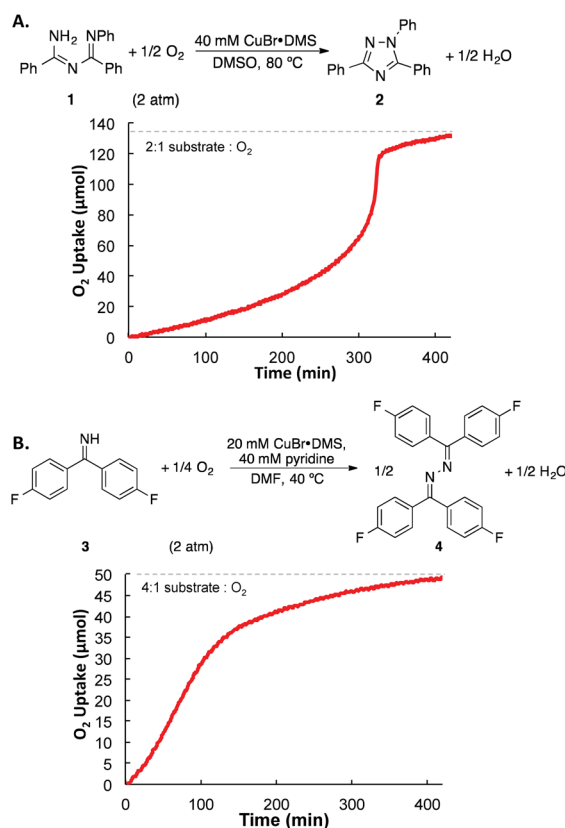 A.
NH2 NPh
Ph N Ph
+ 1/2 O2
40 mM CuBr•DMS
DMSO, 80 ºC
Ph
N N
Ph N Ph
+ 1/2 H2O
1 (2 atm) 2
140
120
100
80
60
40
20
0
O2 Uptake (μmol)
2:1 substrate : O2
0 100 200 300 400
Time (min)
B.
NH
F F
+ 1/4 O2
20 mM CuBr•DMS,
40 mM pyridine
DMF, 40 ºC
1/2
F F
N
N
F F
+ 1/2 H2O
3 (2 atm) 4
50
45
40
35
30
25
20
15
10
5
0
O2 Uptake (μmol)
4:1 substrate : O2
0 100 200 300 400
Time (min)